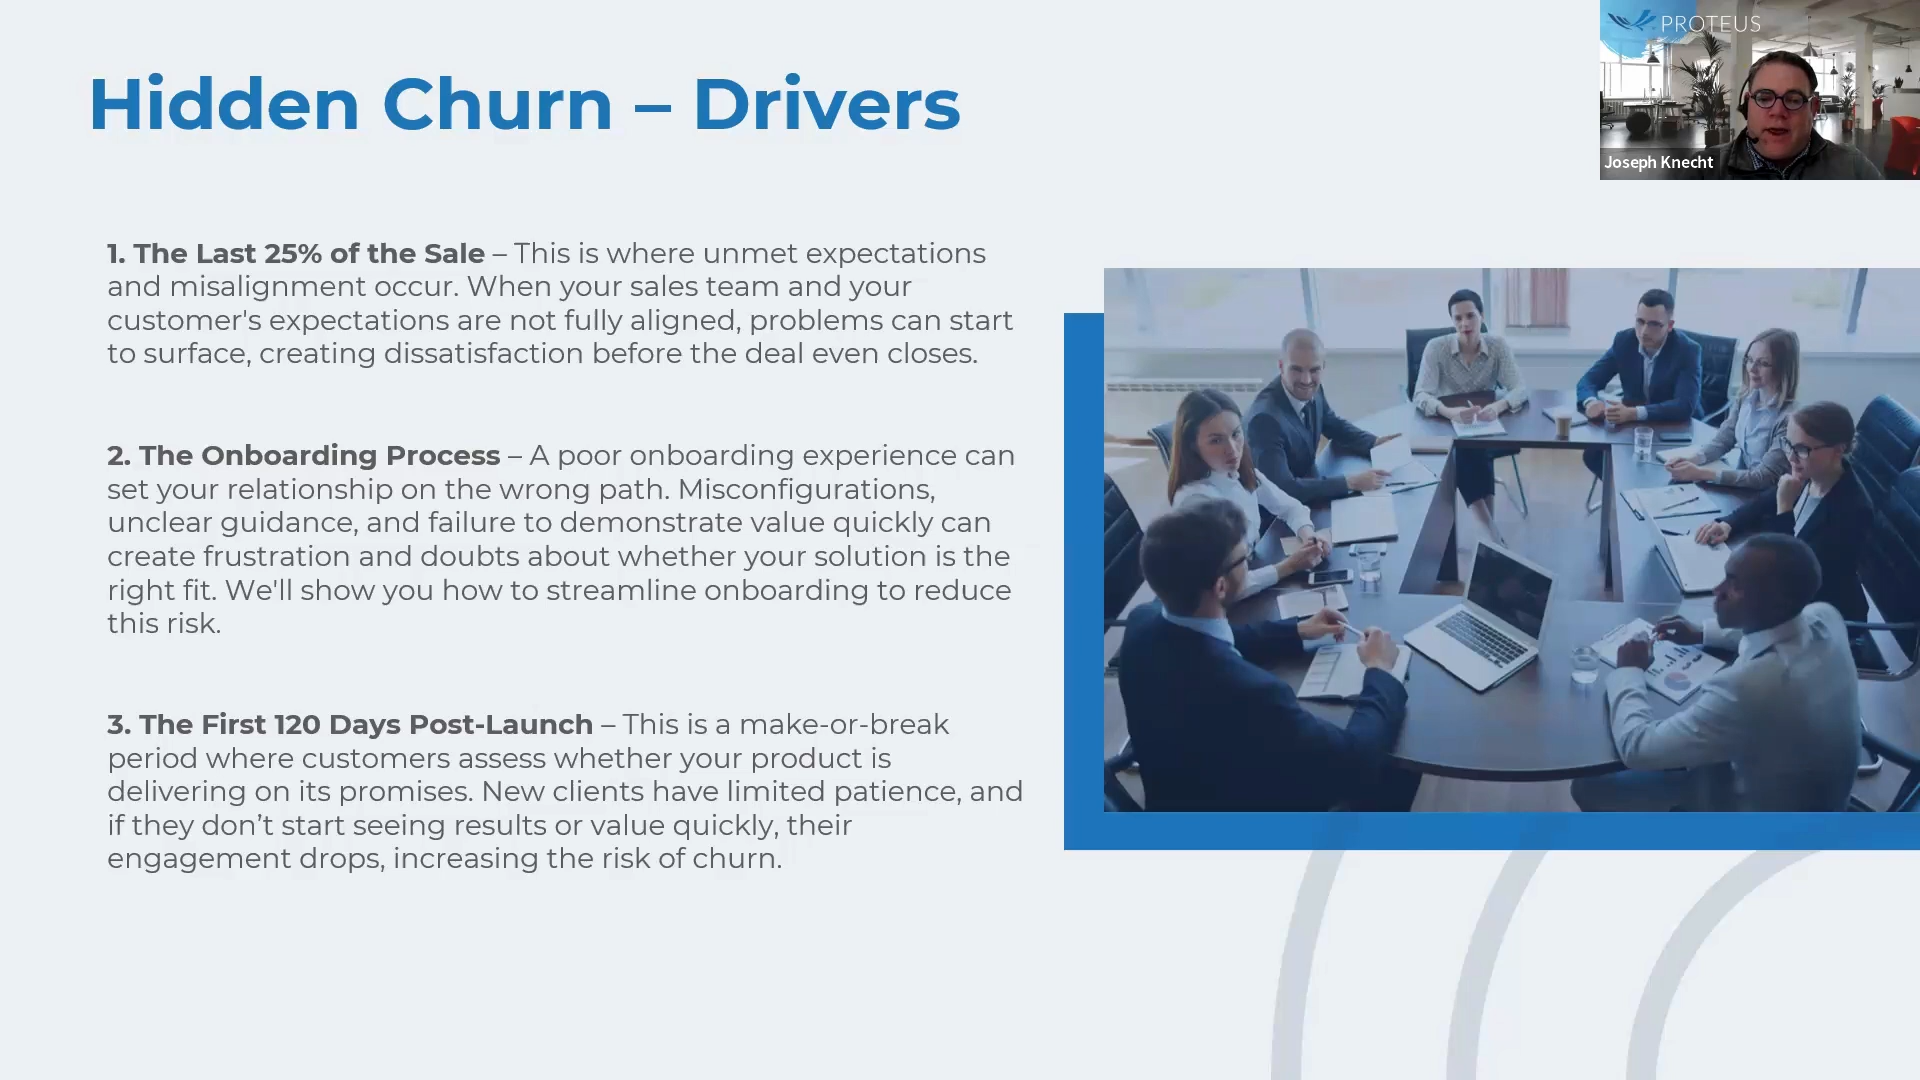 PROTEUS
Joseph Knecht
Hidden Churn – Drivers
1. The Last 25% of the Sale – This is where unmet expectations
and misalignment occur. When your sales team and your
customer's expectations are not fully aligned, problems can start
to surface, creating dissatisfaction before the deal even closes.
2. The Onboarding Process – A poor onboarding experience can
set your relationship on the wrong path. Misconfigurations,
unclear guidance, and failure to demonstrate value quickly can
create frustration and doubts about whether your solution is the
right fit. We'll show you how to streamline onboarding to reduce
this risk.
3. The First 120 Days Post-Launch – This is a make-or-break
period where customers assess whether your product is
delivering on its promises. New clients have limited patience, and
if they don’t start seeing results or value quickly, their
engagement drops, increasing the risk of churn.